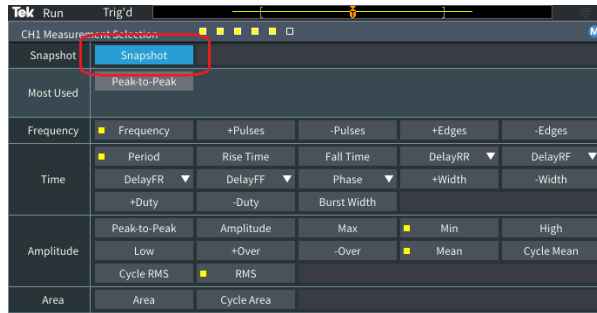 Tek Run Trig'd
CH1 Measurement Selection M
Snapshot Snapshot
Most Used Peak-to-Peak
Frequency Frequency +Pulses -Pulses +Edges -Edges
Time Period Rise Time Fall Time DelayRR DelayRF
DelayFR DelayFF Phase +Width -Width
+Duty -Duty Burst Width
Amplitude Peak-to-Peak Amplitude Max Min High
Low +Over -Over Mean Cycle Mean
Cycle RMS RMS
Area Area Cycle Area